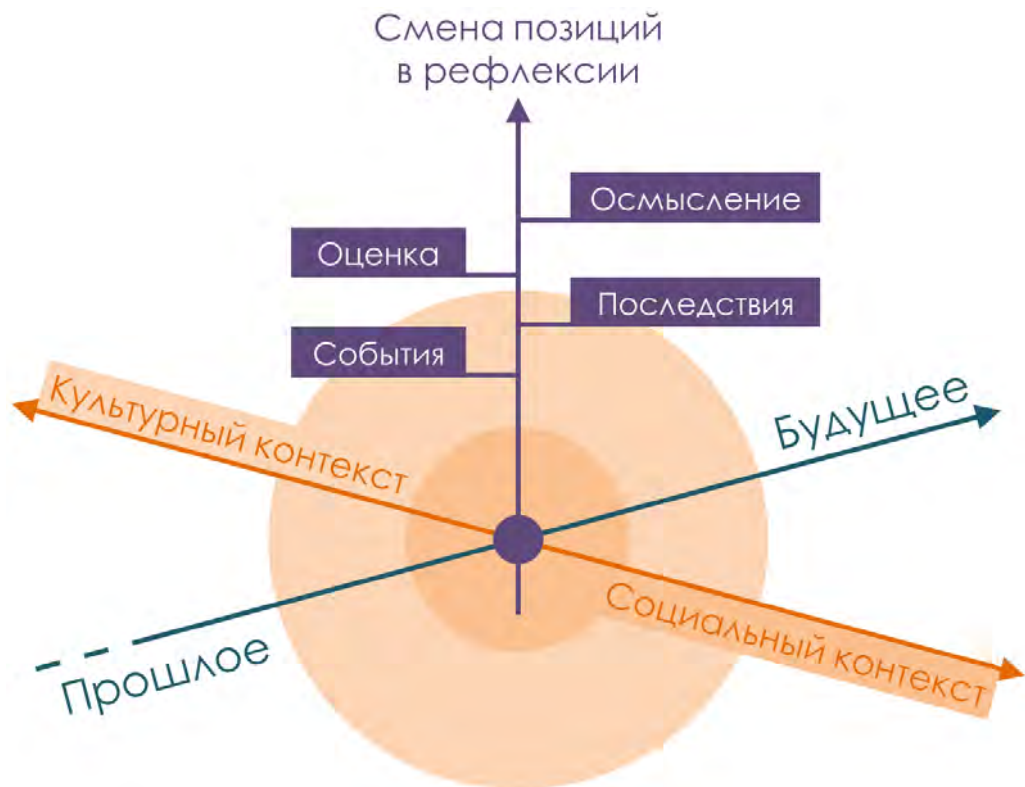 Смена позиций
в рефлексии
Осмысление
Оценка
Последствия
События
Культурный контекст
Будущее
Прошлое
Социальный контекст